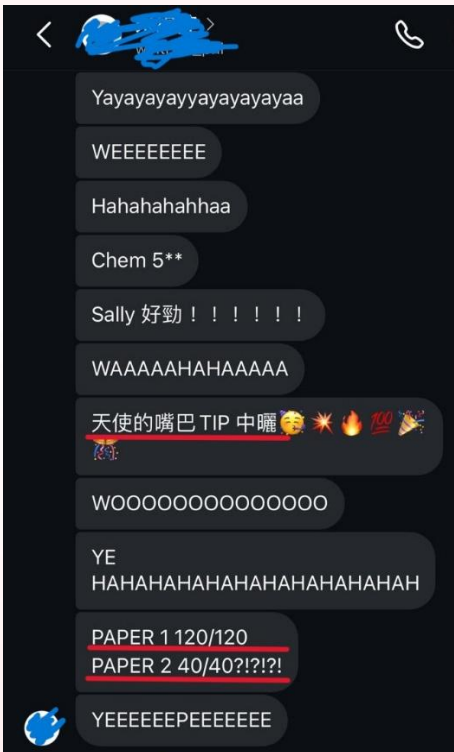 Yayayayayyayayayayaa
WEEEEEEEE
Hahahahahhaa
Chem 5**
Sally 好勁！！！！！！
WAAAAAHAHAAAAA
天使的嘴巴 TIP 中曬🥳💥🔥💯🎉
🎊
WOOOOOOOOOOOOOOO
YE
HAHAHAHAHAHAHAHAHAHAHAH
PAPER 1 120/120
PAPER 2 40/40?!?!?!
YEEEEEEPEEEEEEE